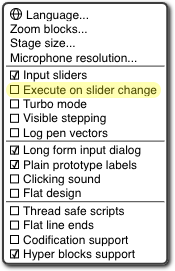 Language...
Zoom blocks...
Stage size...
Microphone resolution...
Input sliders
Execute on slider change
Turbo mode
Visible stepping
Log pen vectors
Long form input dialog
Plain prototype labels
Clicking sound
Flat design
Thread safe scripts
Flat line ends
Codification support
Hyper blocks support